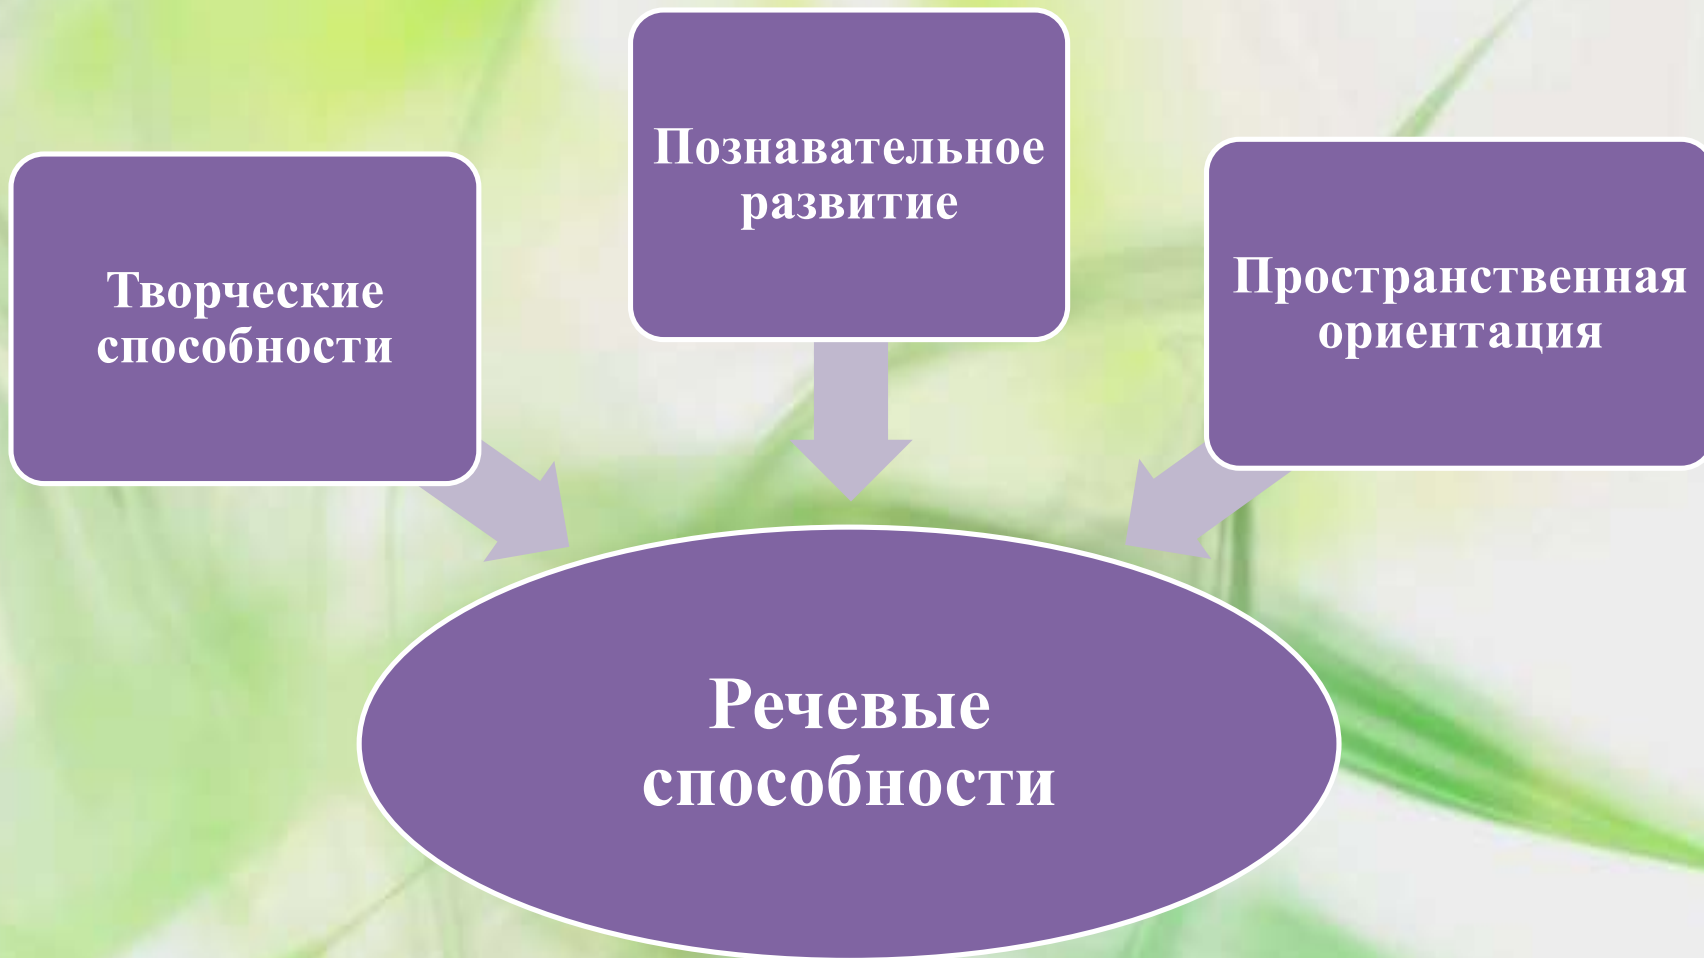 Познавательное
развитие
Творческие
способности
Пространственная
ориентация
Речевые
способности